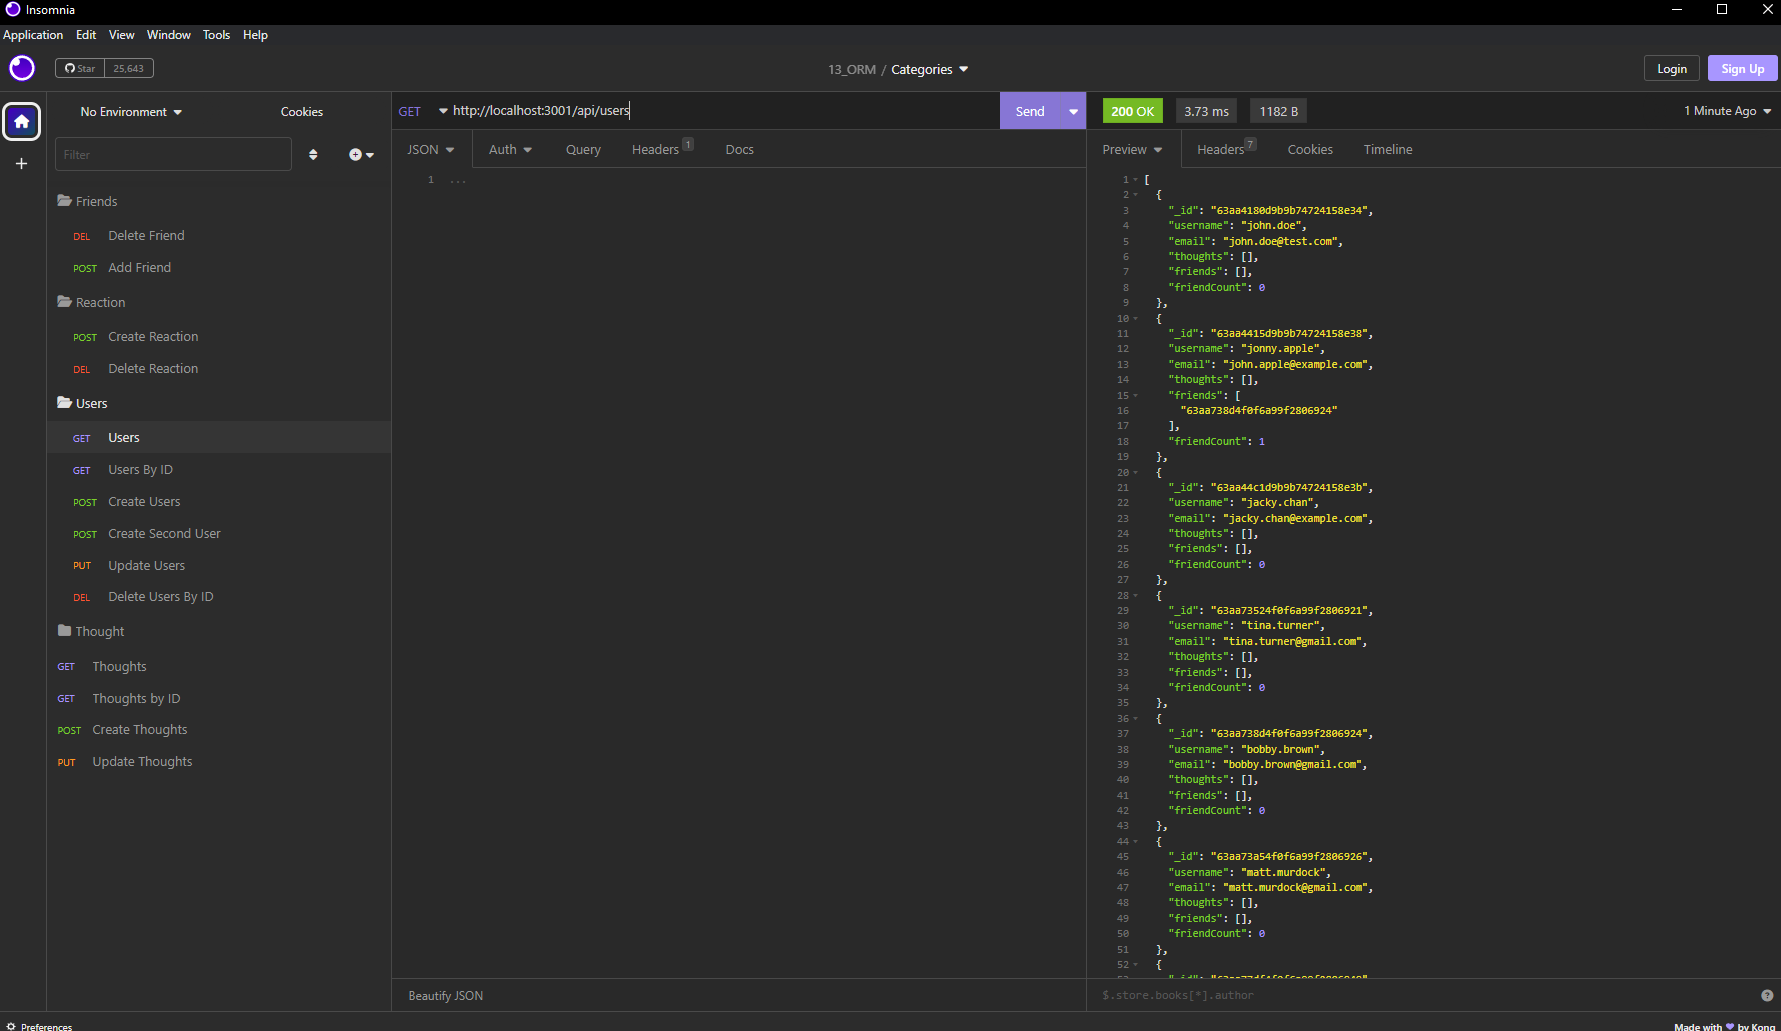 Insomnia
Application Edit View Window Tools Help
Star 25,643
13_ORM / Categories
Login Sign Up
No Environment Cookies
Filter
Friends
DEL Delete Friend
POST Add Friend
Reaction
POST Create Reaction
DEL Delete Reaction
Users
GET Users
GET Users By ID
POST Create Users
POST Create Second User
PUT Update Users
DEL Delete Users By ID
Thought
GET Thoughts
GET Thoughts by ID
POST Create Thoughts
PUT Update Thoughts
GET http://localhost:3001/api/users Send
JSON Auth Query Headers 1 Docs
1 ...
Beautify JSON
200 OK 3.73 ms 1182 B 1 Minute Ago
Preview Headers 7 Cookies Timeline
1 [
2 {
3 "_id": "63aa4180d9b9b74724158e34",
4 "username": "john.doe",
5 "email": "john.doe@test.com",
6 "thoughts": [],
7 "friends": [],
8 "friendCount": 0
9 },
10 {
11 "_id": "63aa4415d9b9b74724158e38",
12 "username": "jonny.apple",
13 "email": "john.apple@example.com",
14 "thoughts": [],
15 "friends": [
16 "63aa738d4f0f6a99f2806924"
17 ],
18 "friendCount": 1
19 },
20 {
21 "_id": "63aa44c1d9b9b74724158e3b",
22 "username": "jacky.chan",
23 "email": "jacky.chan@example.com",
24 "thoughts": [],
25 "friends": [],
26 "friendCount": 0
27 },
28 {
29 "_id": "63aa73524f0f6a99f2806921",
30 "username": "tina.turner",
31 "email": "tina.turner@gmail.com",
32 "thoughts": [],
33 "friends": [],
34 "friendCount": 0
35 },
36 {
37 "_id": "63aa738d4f0f6a99f2806924",
38 "username": "bobby.brown",
39 "email": "bobby.brown@gmail.com",
40 "thoughts": [],
41 "friends": [],
42 "friendCount": 0
43 },
44 {
45 "_id": "63aa73a54f0f6a99f2806926",
46 "username": "matt.murdock",
47 "email": "matt.murdock@gmail.com",
48 "thoughts": [],
49 "friends": [],
50 "friendCount": 0
51 },
52 {
$.store.books[*].author
Preferences
Made with by Kong